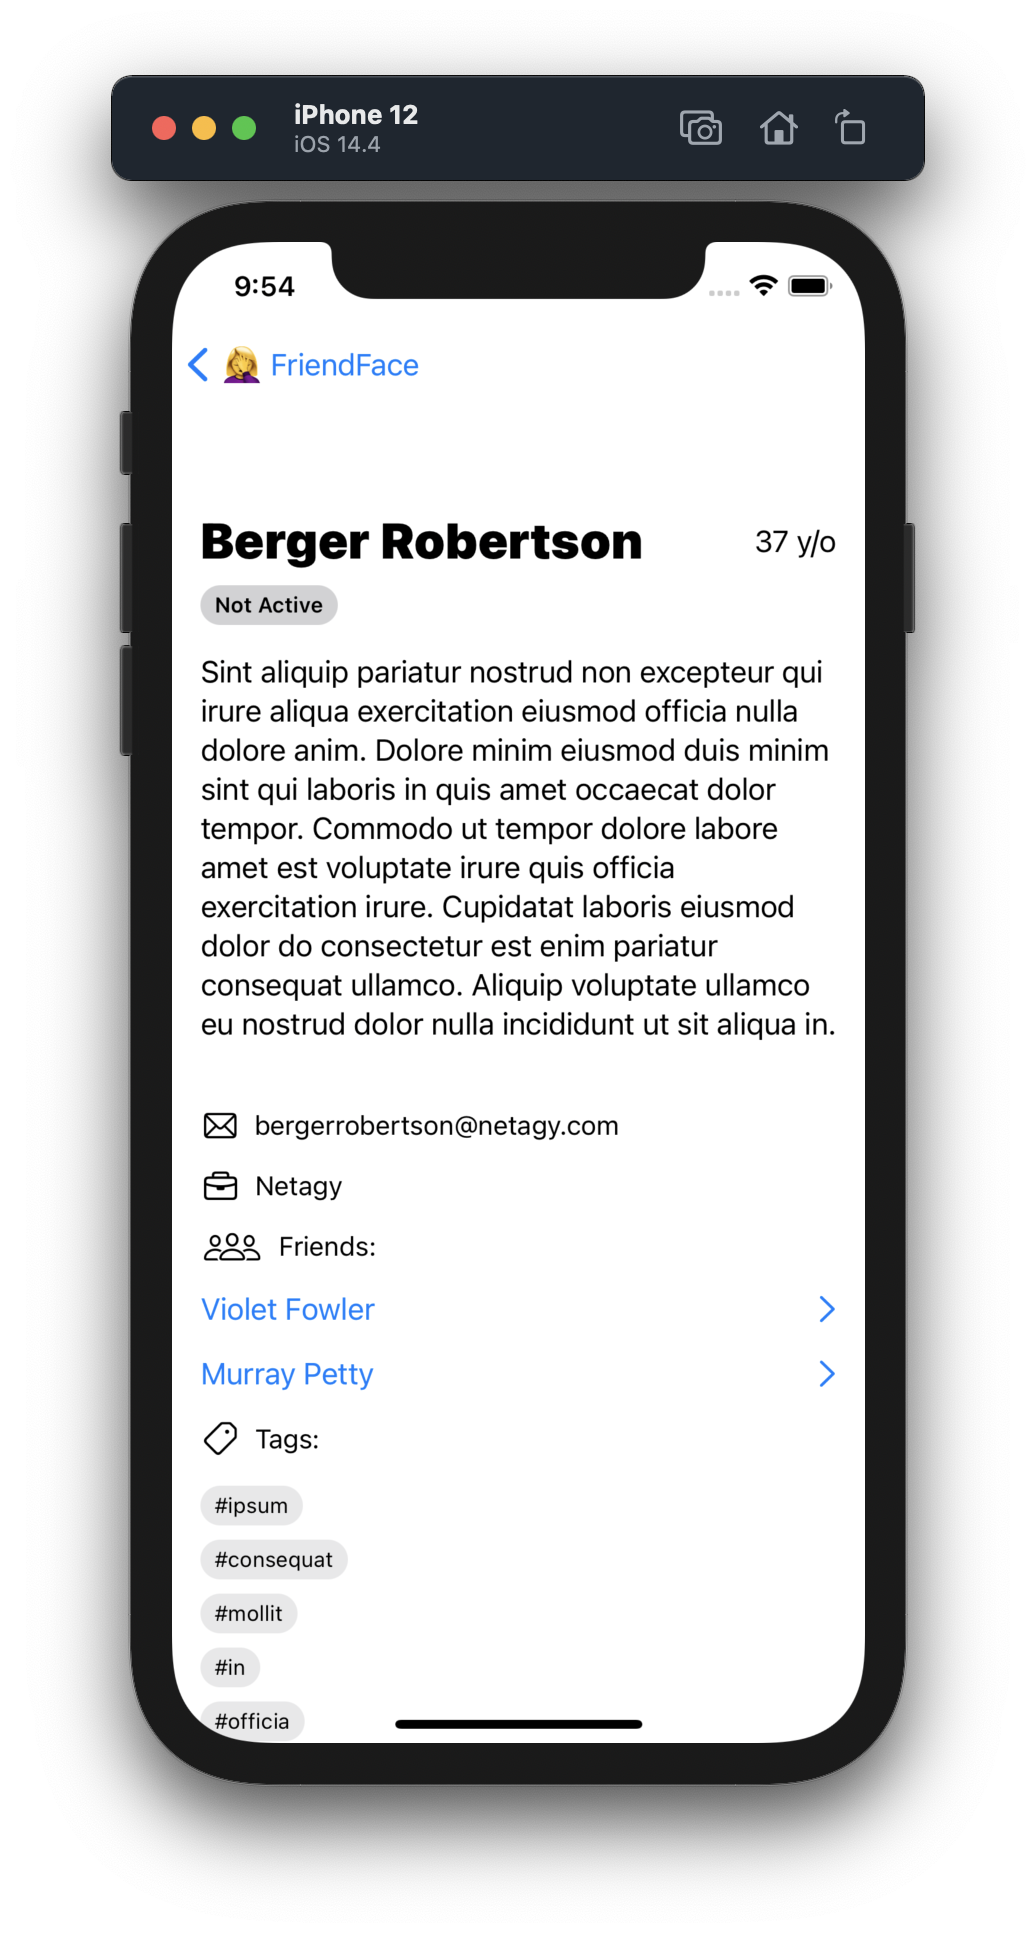 iPhone 12
iOS 14.4
9:54
FriendFace
Berger Robertson
37 y/o
Not Active
Sint aliquip pariatur nostrud non excepteur qui
irure aliqua exercitation eiusmod officia nulla
dolore anim. Dolore minim eiusmod duis minim
sint qui laboris in quis amet occaecat dolor
tempor. Commodo ut tempor dolore labore
amet est voluptate irure quis officia
exercitation irure. Cupidatat laboris eiusmod
dolor do consectetur est enim pariatur
consequat ullamco. Aliquip voluptate ullamco
eu nostrud dolor nulla incididunt ut sit aliqua in.
bergerrobertson@netagy.com
Netagy
Friends:
Violet Fowler
Murray Petty
Tags:
#ipsum
#consequat
#mollit
#in
#officia